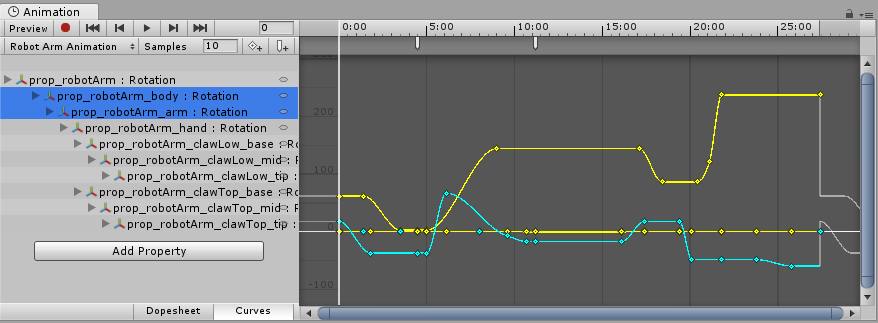 Animation
Preview 0 0:00 5:00 10:00 15:00 20:00 25:00
Robot Arm Animation Samples 10
prop_robotArm : Rotation
prop_robotArm_body : Rotation
prop_robotArm_arm : Rotation
prop_robotArm_hand : Rotation
prop_robotArm_clawLow_base : Ro
prop_robotArm_clawLow_mid : F
prop_robotArm_clawLow_tip :
prop_robotArm_clawTop_base : Ro
prop_robotArm_clawTop_mid : F
prop_robotArm_clawTop_tip :
Add Property
200
100
0
-100
Dopesheet Curves